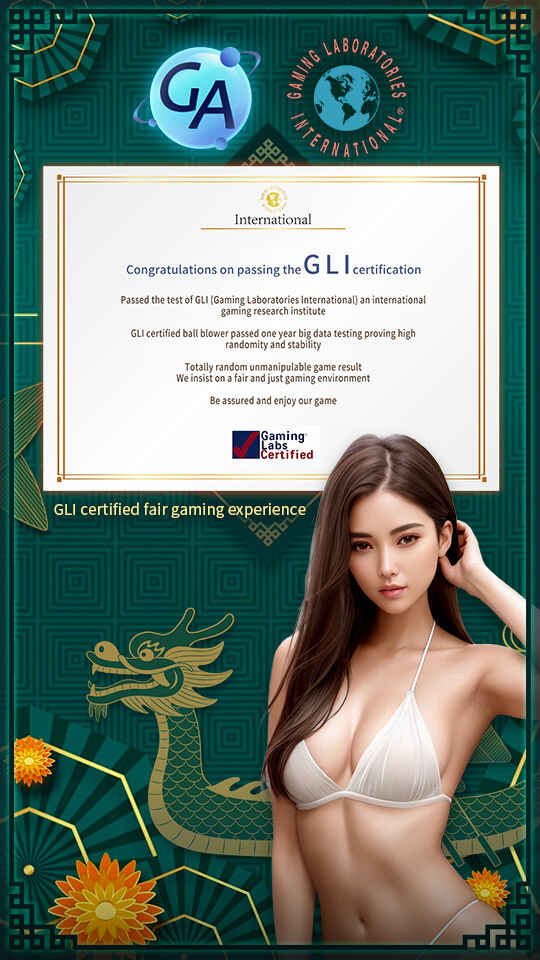 GA
GAMING LABORATORIES
INTERNATIONAL®
International
Congratulations on passing the GLI certification
Passed the test of GLI (Gaming Laboratories International) an international
gaming research institute
GLI certified ball blower passed one year big data testing proving high
randomity and stability
Totally random unmanipulable game result
We insist on a fair and just gaming environment
Be assured and enjoy our game
Gaming
Labs
Certified
GLI certified fair gaming experience